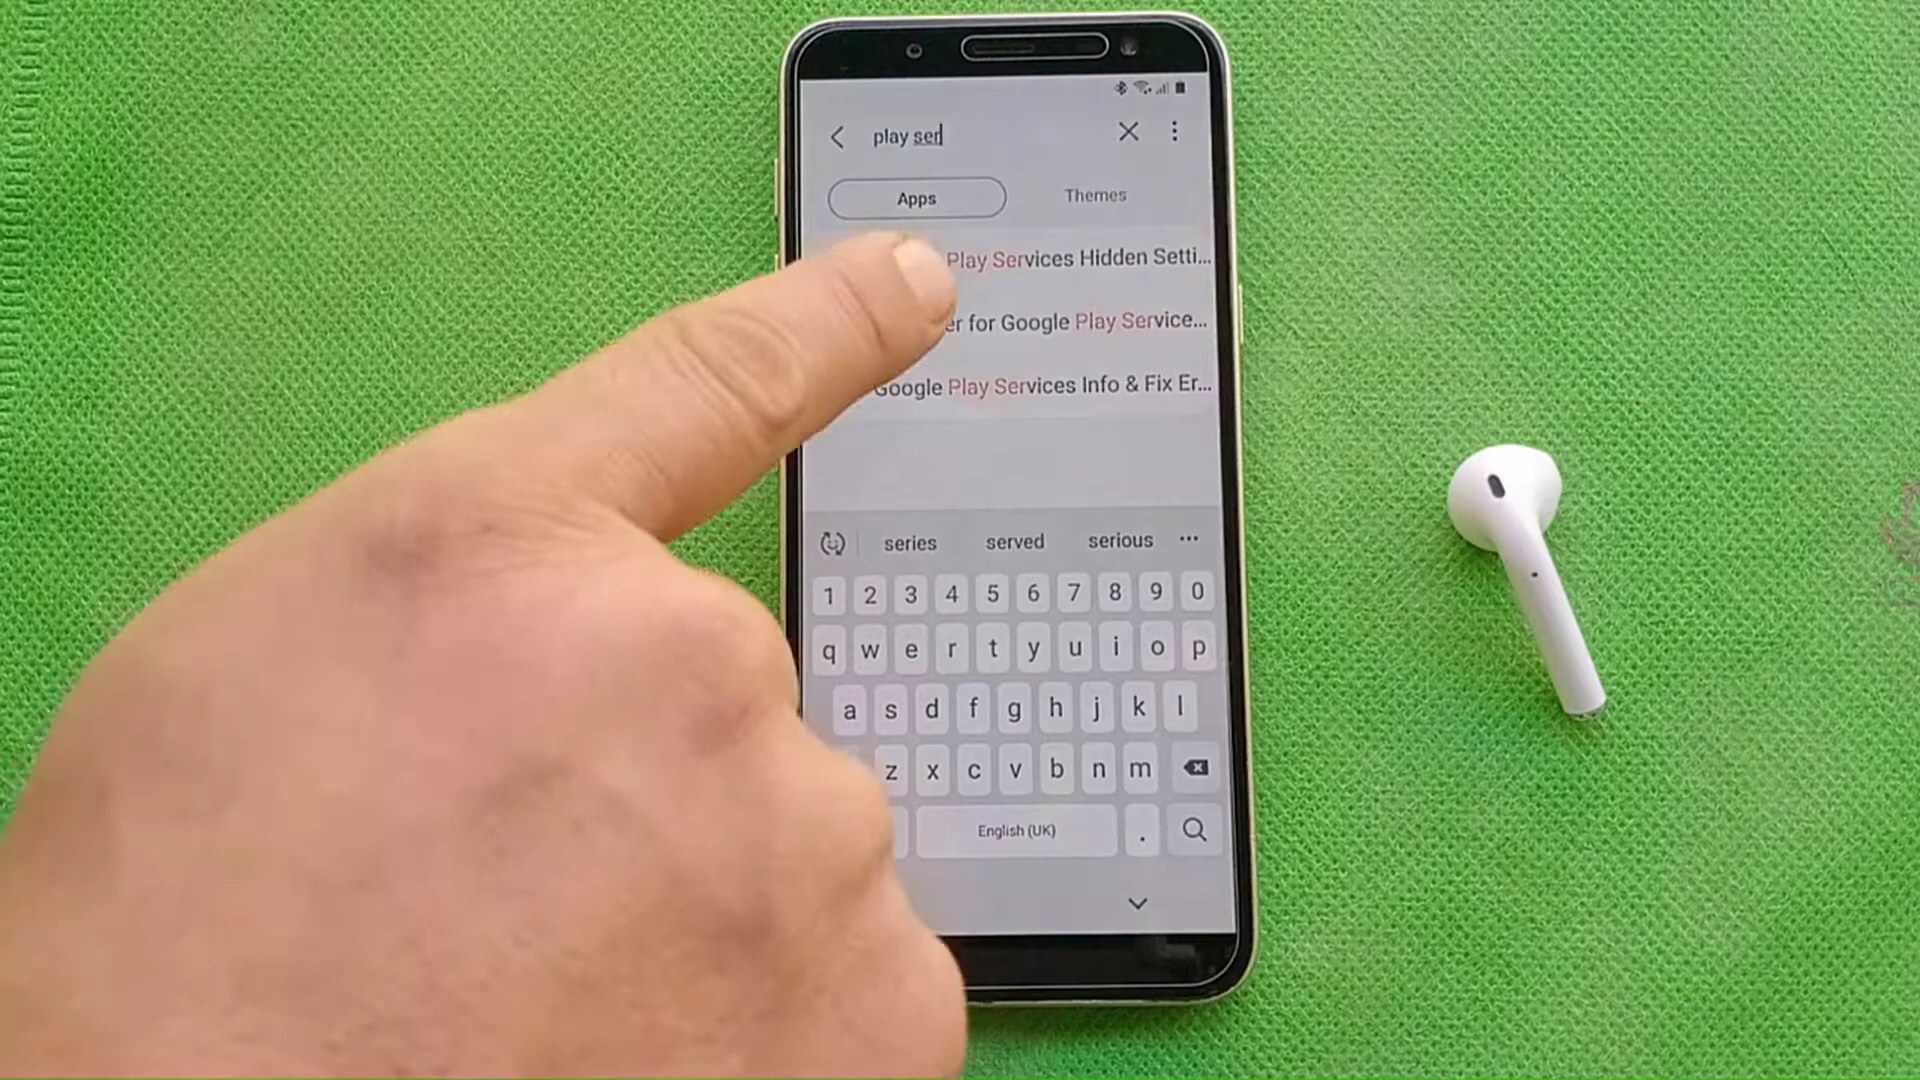 play ser
Apps
Themes
Play Services Hidden Setti...
for Google Play Service...
Google Play Services Info & Fix Er...
series served serious ...
1 2 3 4 5 6 7 8 9 0
q w e r t y u i o p
a s d f g h j k l
z x c v b n m
English (UK) .